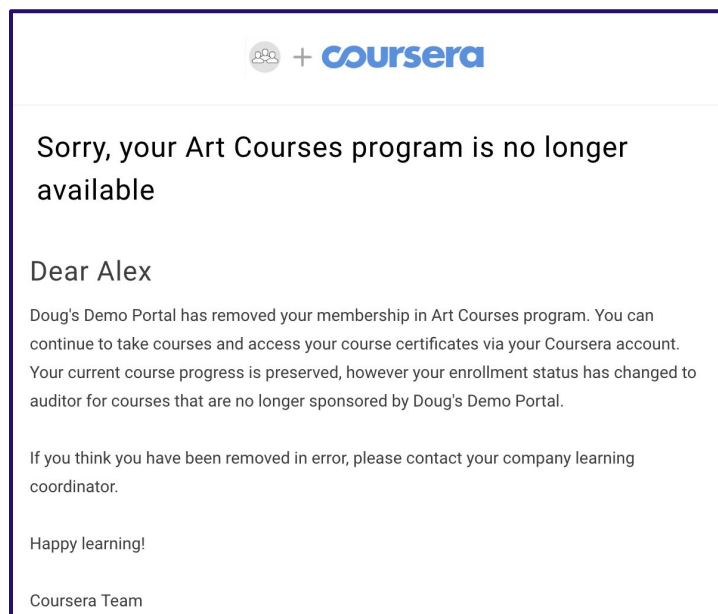 + coursera
Sorry, your Art Courses program is no longer
available
Dear Alex
Doug's Demo Portal has removed your membership in Art Courses program. You can
continue to take courses and access your course certificates via your Coursera account.
Your current course progress is preserved, however your enrollment status has changed to
auditor for courses that are no longer sponsored by Doug's Demo Portal.
If you think you have been removed in error, please contact your company learning
coordinator.
Happy learning!
Coursera Team